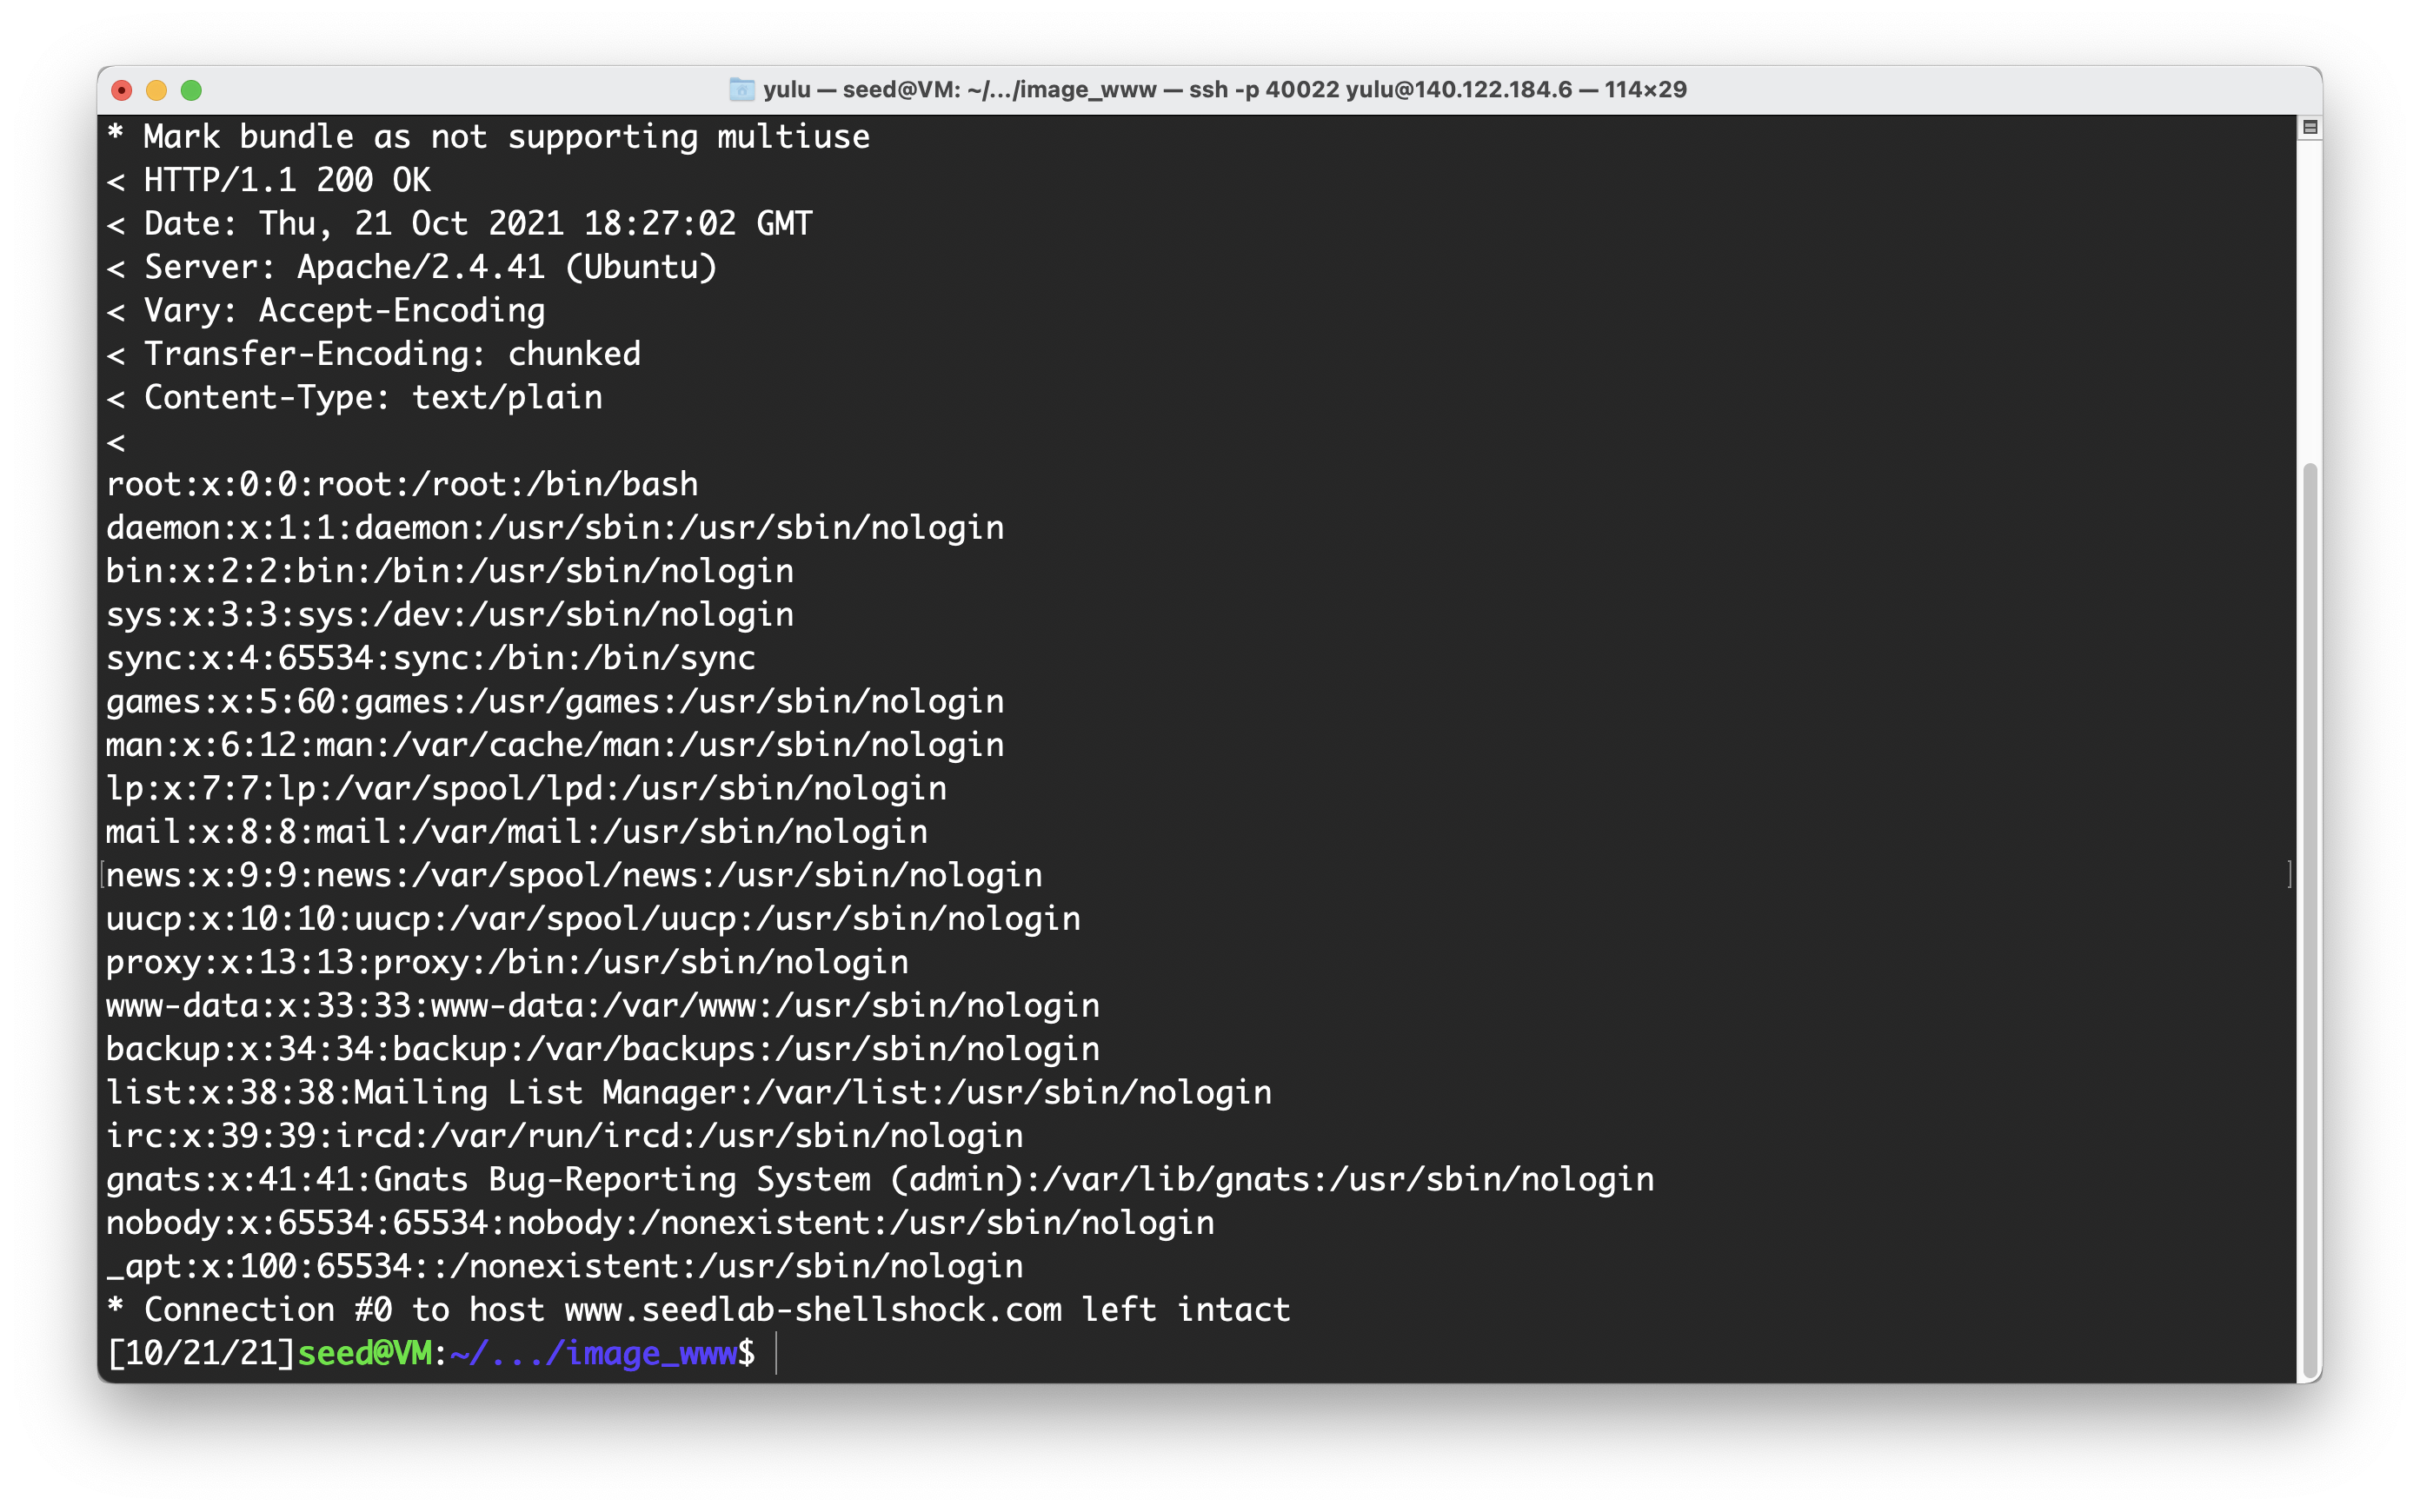 yulu — seed@VM: ~/.../image_www — ssh -p 40022 yulu@140.122.184.6 — 114×29
* Mark bundle as not supporting multiuse
< HTTP/1.1 200 OK
< Date: Thu, 21 Oct 2021 18:27:02 GMT
< Server: Apache/2.4.41 (Ubuntu)
< Vary: Accept-Encoding
< Transfer-Encoding: chunked
< Content-Type: text/plain
<
root:x:0:0:root:/root:/bin/bash
daemon:x:1:1:daemon:/usr/sbin:/usr/sbin/nologin
bin:x:2:2:bin:/bin:/usr/sbin/nologin
sys:x:3:3:sys:/dev:/usr/sbin/nologin
sync:x:4:65534:sync:/bin:/bin/sync
games:x:5:60:games:/usr/games:/usr/sbin/nologin
man:x:6:12:man:/var/cache/man:/usr/sbin/nologin
lp:x:7:7:lp:/var/spool/lpd:/usr/sbin/nologin
mail:x:8:8:mail:/var/mail:/usr/sbin/nologin
news:x:9:9:news:/var/spool/news:/usr/sbin/nologin
uucp:x:10:10:uucp:/var/spool/uucp:/usr/sbin/nologin
proxy:x:13:13:proxy:/bin:/usr/sbin/nologin
www-data:x:33:33:www-data:/var/www:/usr/sbin/nologin
backup:x:34:34:backup:/var/backups:/usr/sbin/nologin
list:x:38:38:Mailing List Manager:/var/list:/usr/sbin/nologin
irc:x:39:39:ircd:/var/run/ircd:/usr/sbin/nologin
gnats:x:41:41:Gnats Bug-Reporting System (admin):/var/lib/gnats:/usr/sbin/nologin
nobody:x:65534:65534:nobody:/nonexistent:/usr/sbin/nologin
_apt:x:100:65534::/nonexistent:/usr/sbin/nologin
* Connection #0 to host www.seedlab-shellshock.com left intact
[10/21/21]seed@VM:~/.../image_www$